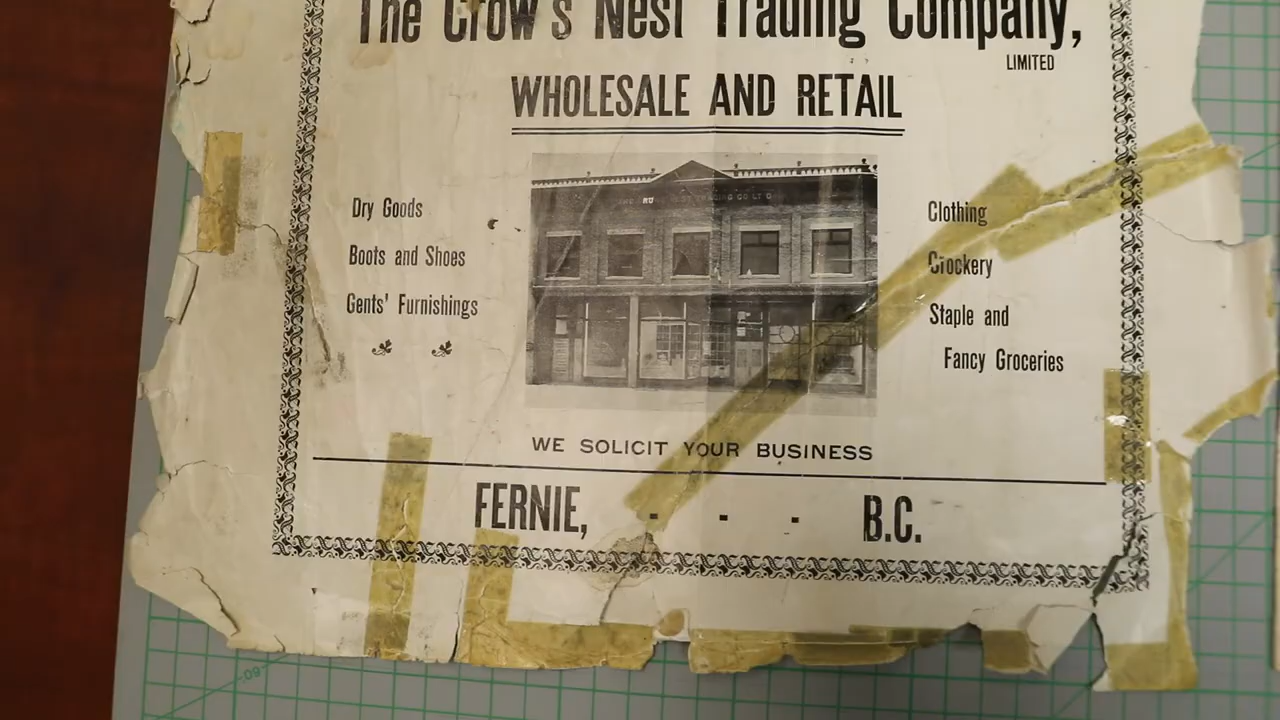 The Crow's Nest Trading Company,
LIMITED
WHOLESALE AND RETAIL
Dry Goods
Boots and Shoes
Gents' Furnishings
Clothing
Crockery
Staple and
Fancy Groceries
WE SOLICIT YOUR BUSINESS
FERNIE, - - - B.C.